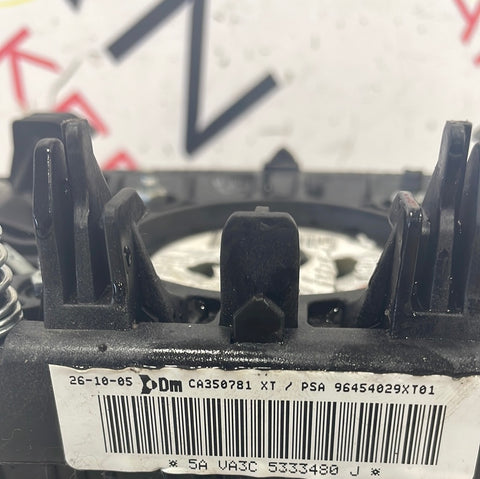 26-10-05 Dm CA350781 XT / PSA 96454029XT01
* 5A VA3C 5333480 J *